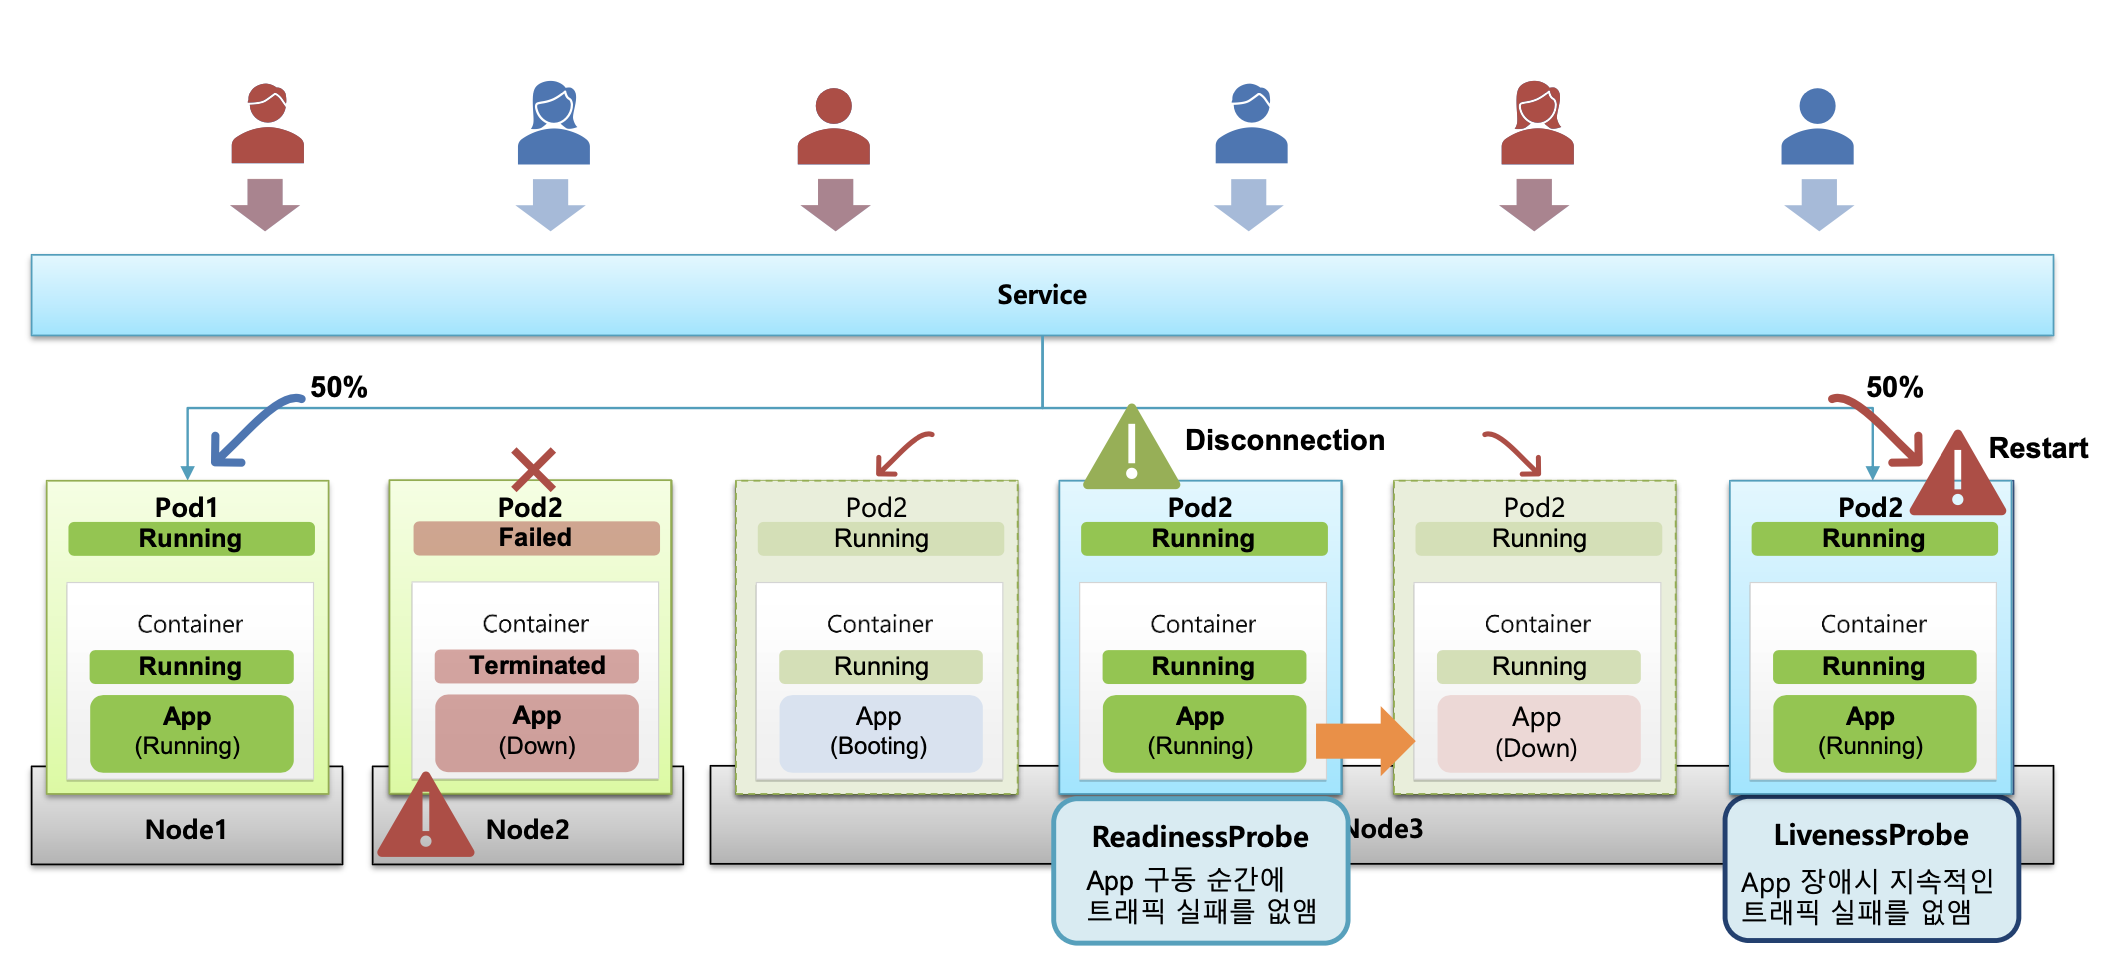 Service
50%
50%
Disconnection
Restart
Pod1
Running
Container
Running
App
(Running)
Node1
Pod2
Failed
Container
Terminated
App
(Down)
Node2
Pod2
Running
Container
Running
App
(Booting)
Pod2
Running
Container
Running
App
(Running)
Pod2
Running
Container
Running
App
(Down)
Pod2
Running
Container
Running
App
(Running)
Node3
ReadinessProbe
App 구동 순간에
트래픽 실패를 없앰
LivenessProbe
App 장애시 지속적인
트래픽 실패를 없앰